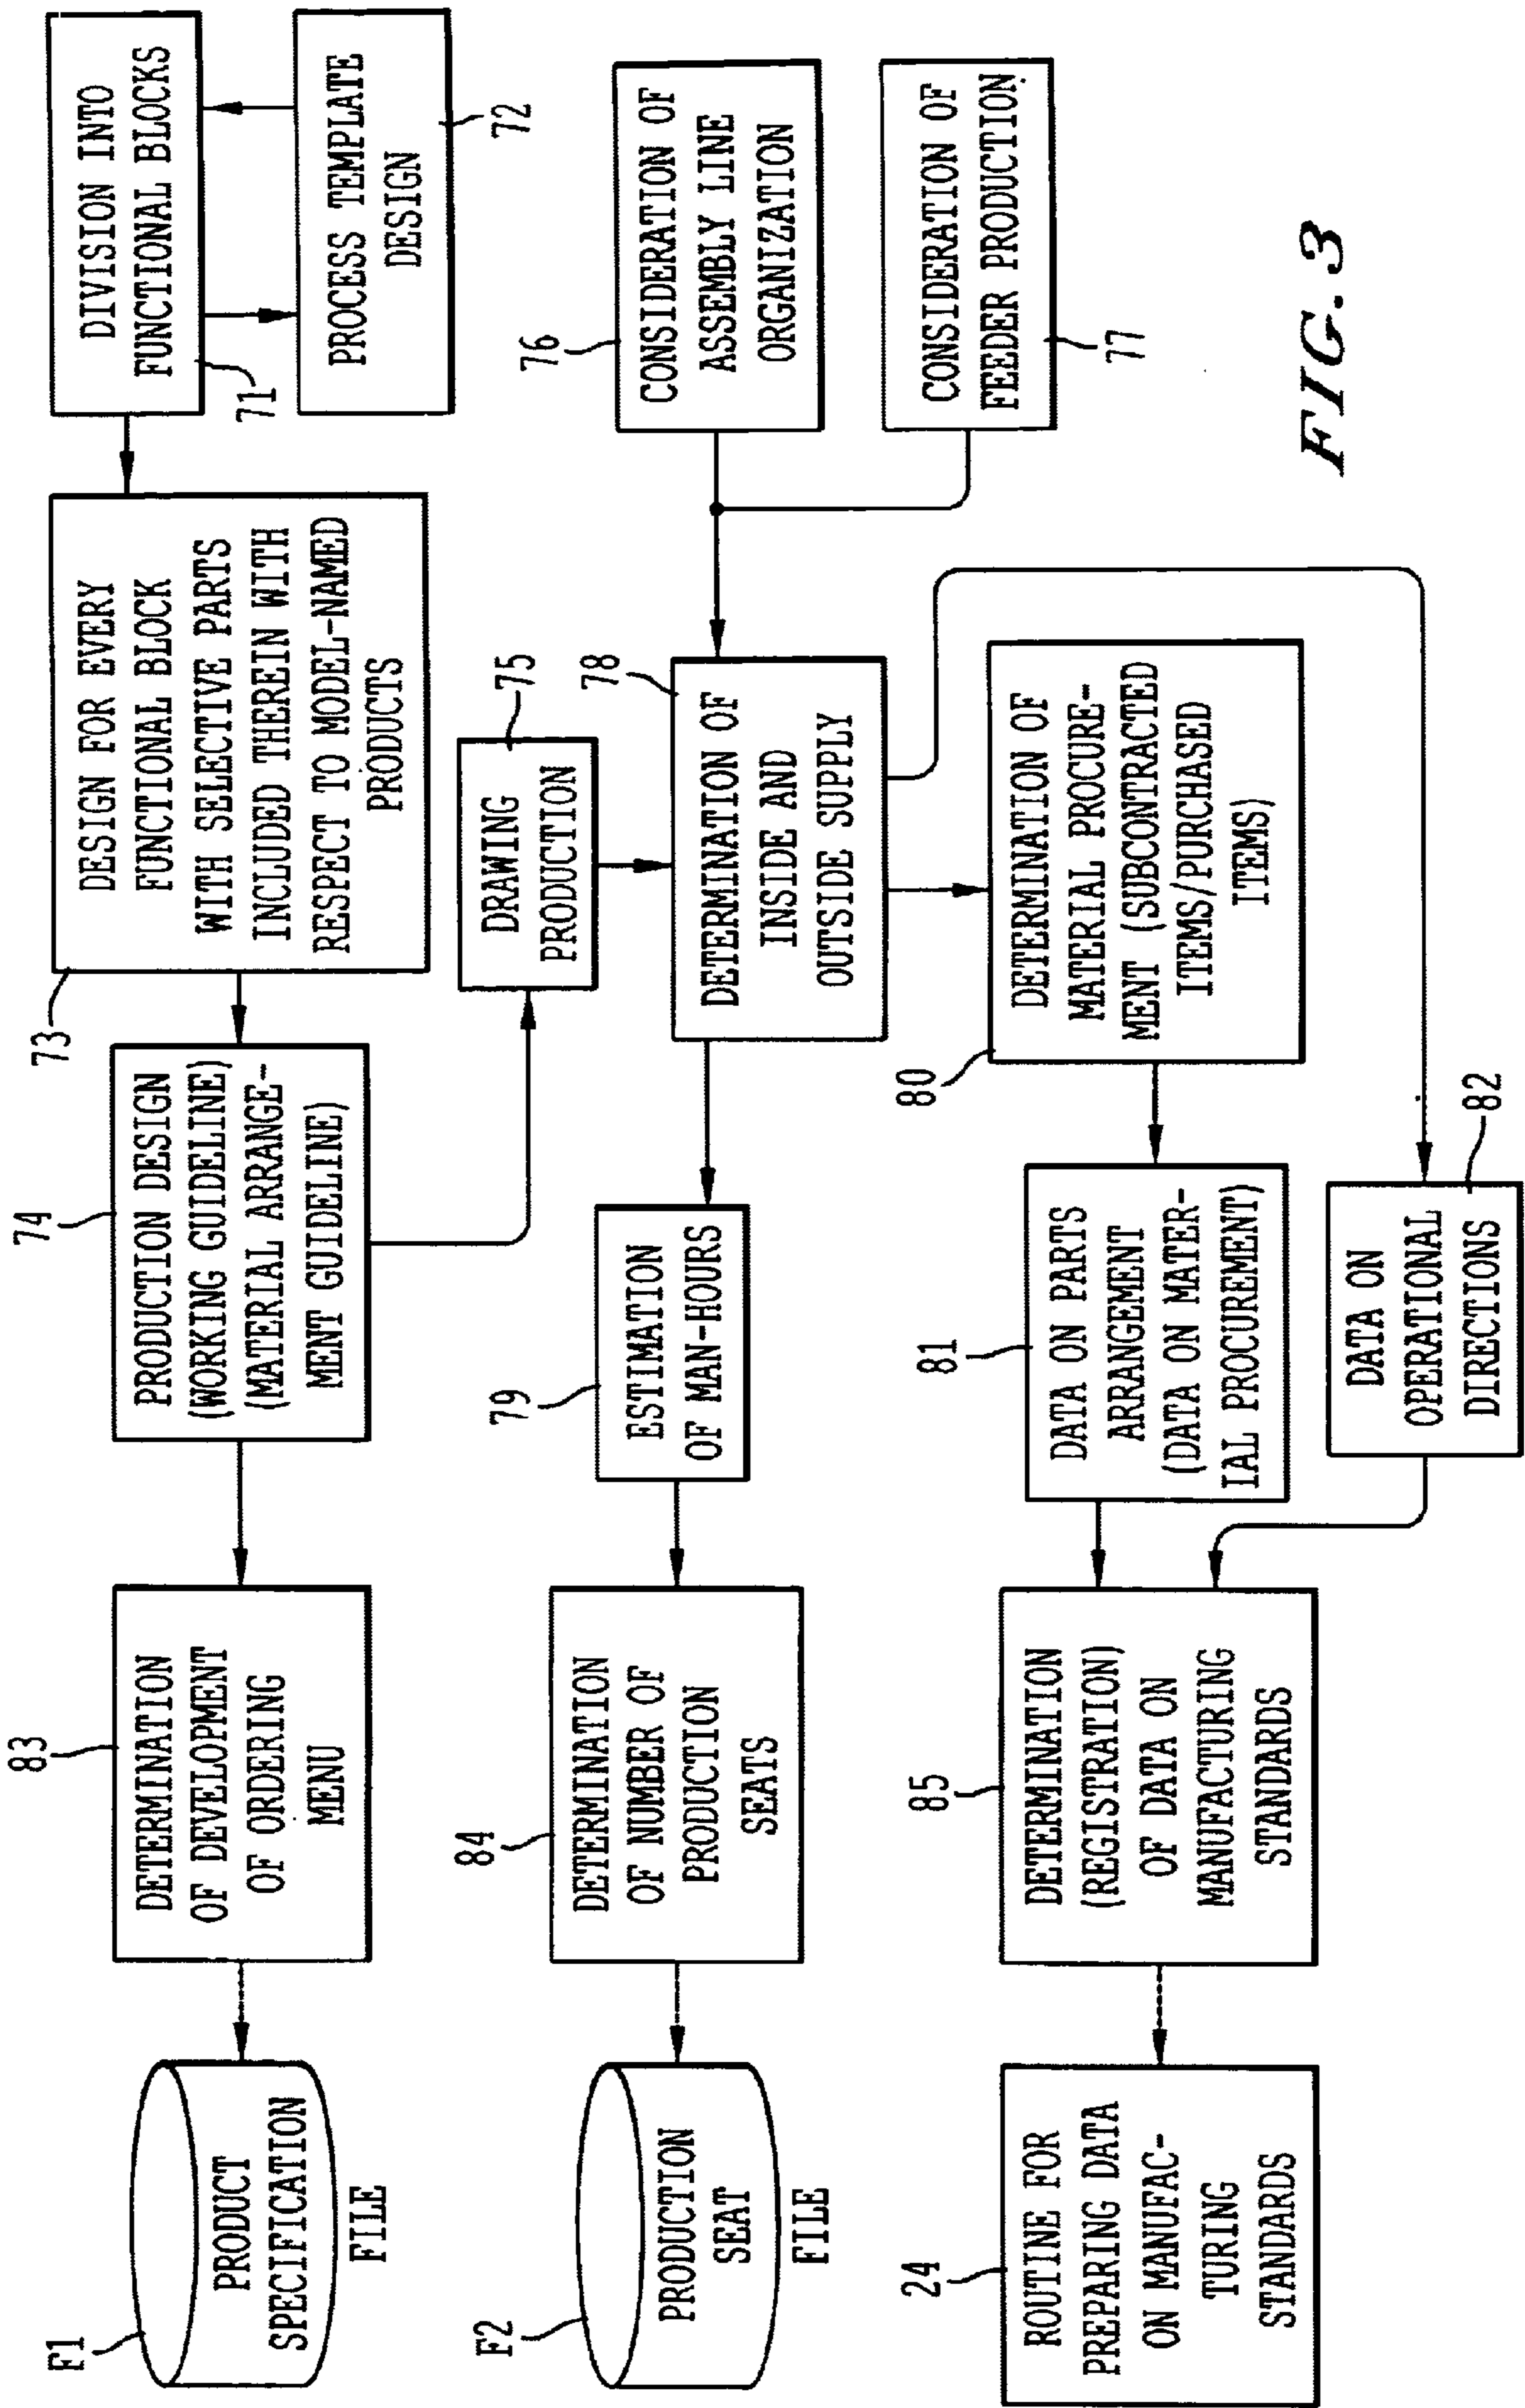 DIVISION INTO
FUNCTIONAL BLOCKS
71
PROCESS TEMPLATE
DESIGN
72
DESIGN FOR EVERY
FUNCTIONAL BLOCK
WITH SELECTIVE PARTS
INCLUDED THEREIN WITH
RESPECT TO MODEL-NAMED
PRODUCTS
73
PRODUCTION DESIGN
(WORKING GUIDELINE)
(MATERIAL ARRANGE-
MENT GUIDELINE)
74
DRAWING
PRODUCTION
75
CONSIDERATION OF
ASSEMBLY LINE
ORGANIZATION
76
CONSIDERATION OF
FEEDER PRODUCTION
77
DETERMINATION OF
INSIDE AND
OUTSIDE SUPPLY
78
ESTIMATION
OF MAN-HOURS
79
DETERMINATION OF
MATERIAL PROCURE-
MENT (SUBCONTRACTED
ITEMS/PURCHASED
ITEMS)
80
DATA ON PARTS
ARRANGEMENT
(DATA ON MATER-
IAL PROCUREMENT)
81
DATA ON
OPERATIONAL
DIRECTIONS
82
DETERMINATION
OF DEVELOPMENT
OF ORDERING
MENU
83
DETERMINATION
OF NUMBER OF
PRODUCTION
SEATS
84
DETERMINATION
(REGISTRATION)
OF DATA ON
MANUFACTURING
STANDARDS
85
PRODUCT
SPECIFICATION
FILE
F1
PRODUCTION
SEAT
FILE
F2
ROUTINE FOR
PREPARING DATA
ON MANUFAC-
TURING
STANDARDS
24
FIG.3